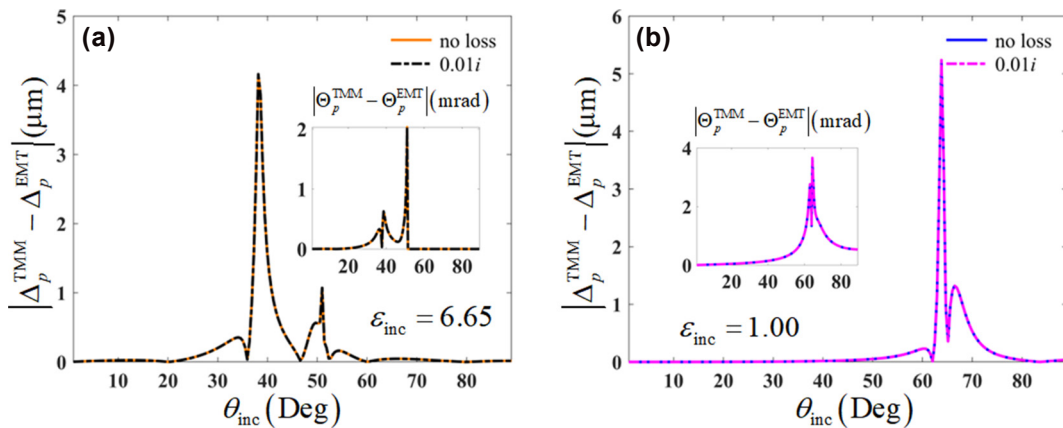 (a)
no loss
0.01i
|Θ_p^TMM − Θ_p^EMT|(mrad)
2
1
0
20 40 60 80
ε_inc = 6.65
|Δ_p^TMM − Δ_p^EMT|(μm)
5
4
3
2
1
0
10 20 30 40 50 60 70 80
θ_inc (Deg)
(b)
no loss
0.01i
|Θ_p^TMM − Θ_p^EMT|(mrad)
4
2
0
20 40 60 80
ε_inc = 1.00
|Δ_p^TMM − Δ_p^EMT|(μm)
6
5
4
3
2
1
0
10 20 30 40 50 60 70 80
θ_inc (Deg)